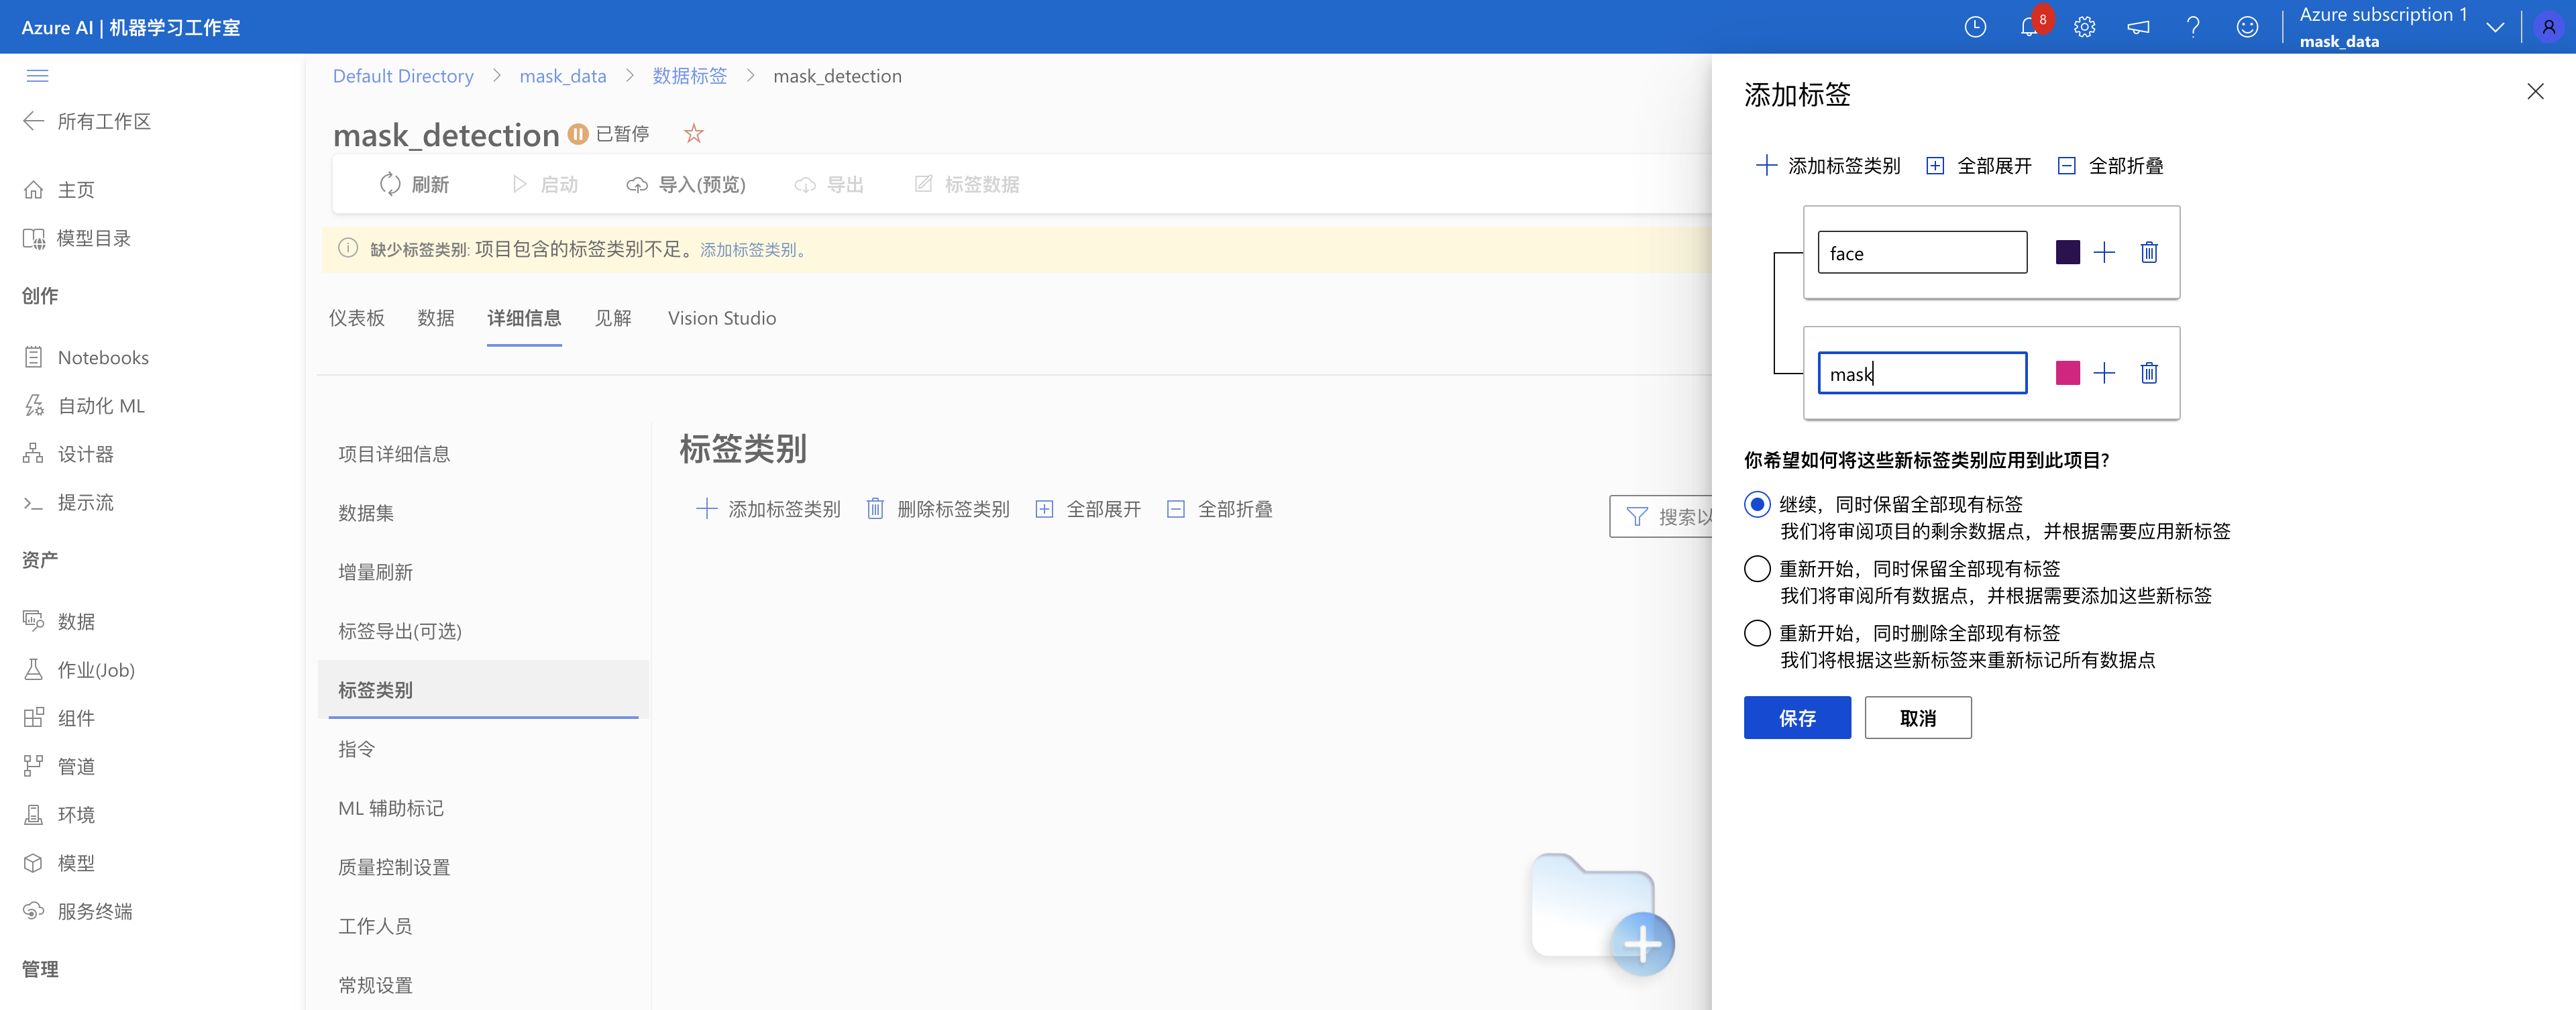 Azure AI | 机器学习工作室
8
Azure subscription 1
mask_data
所有工作区
主页
模型目录
创作
Notebooks
自动化 ML
设计器
提示流
资产
数据
作业(Job)
组件
管道
环境
模型
服务终端
管理
Default Directory > mask_data > 数据标签 > mask_detection
mask_detection 已暂停
刷新 启动 导入(预览) 导出 标签数据
缺少标签类别: 项目包含的标签类别不足。添加标签类别。
仪表板 数据 详细信息 见解 Vision Studio
项目详细信息
数据集
增量刷新
标签导出(可选)
标签类别
指令
ML 辅助标记
质量控制设置
工作人员
常规设置
标签类别
添加标签类别 删除标签类别 全部展开 全部折叠
搜索以
添加标签
添加标签类别 全部展开 全部折叠
face
mask
你希望如何将这些新标签类别应用到此项目?
继续，同时保留全部现有标签
我们将审阅项目的剩余数据点，并根据需要应用新标签
重新开始，同时保留全部现有标签
我们将审阅所有数据点，并根据需要添加这些新标签
重新开始，同时删除全部现有标签
我们将根据这些新标签来重新标记所有数据点
保存 取消